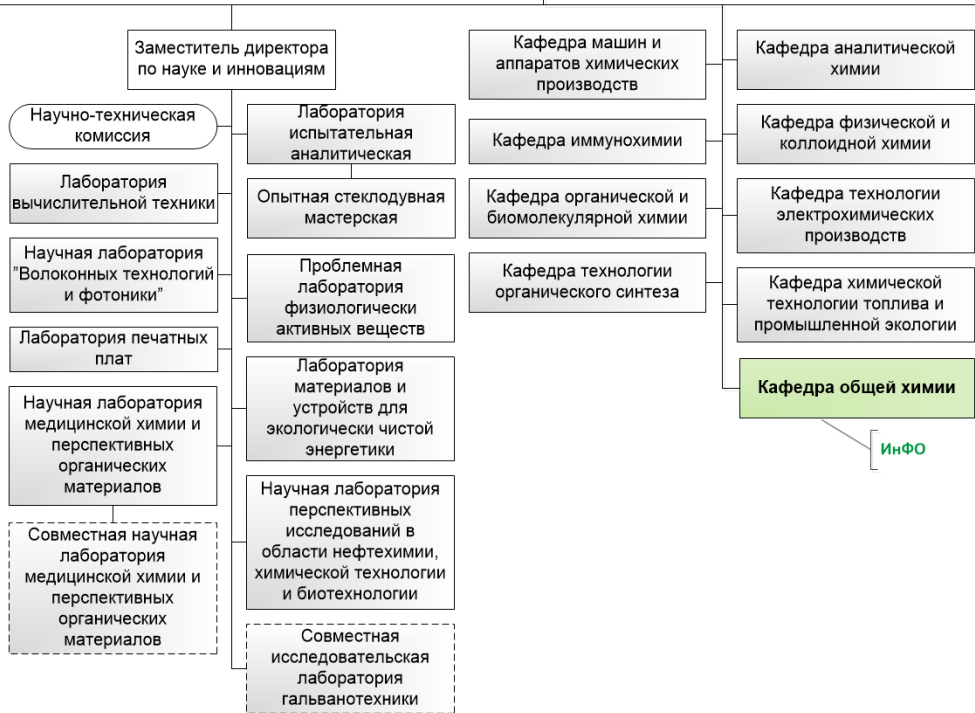 Заместитель директора
по науке и инновациям
Научно-техническая
комиссия
Лаборатория
испытательная
аналитическая
Лаборатория
вычислительной техники
Опытная стеклодувная
мастерская
Научная лаборатория
”Волоконных технологий
и фотоники”
Проблемная
лаборатория
физиологически
активных веществ
Лаборатория печатных
плат
Лаборатория
материалов и
устройств для
экологически чистой
энергетики
Научная лаборатория
медицинской химии и
перспективных
органических
материалов
Научная лаборатория
перспективных
исследований в
области нефтехимии,
химической технологии
и биотехнологии
Совместная научная
лаборатория
медицинской химии и
перспективных
органических
материалов
Совместная
исследовательская
лаборатория
гальванотехники
Кафедра машин и
аппаратов химических
производств
Кафедра аналитической
химии
Кафедра иммунохимии
Кафедра физической и
коллоидной химии
Кафедра органической и
биомолекулярной химии
Кафедра технологии
электрохимических
производств
Кафедра технологии
органического синтеза
Кафедра химической
технологии топлива и
промышленной экологии
Кафедра общей химии
ИнФО